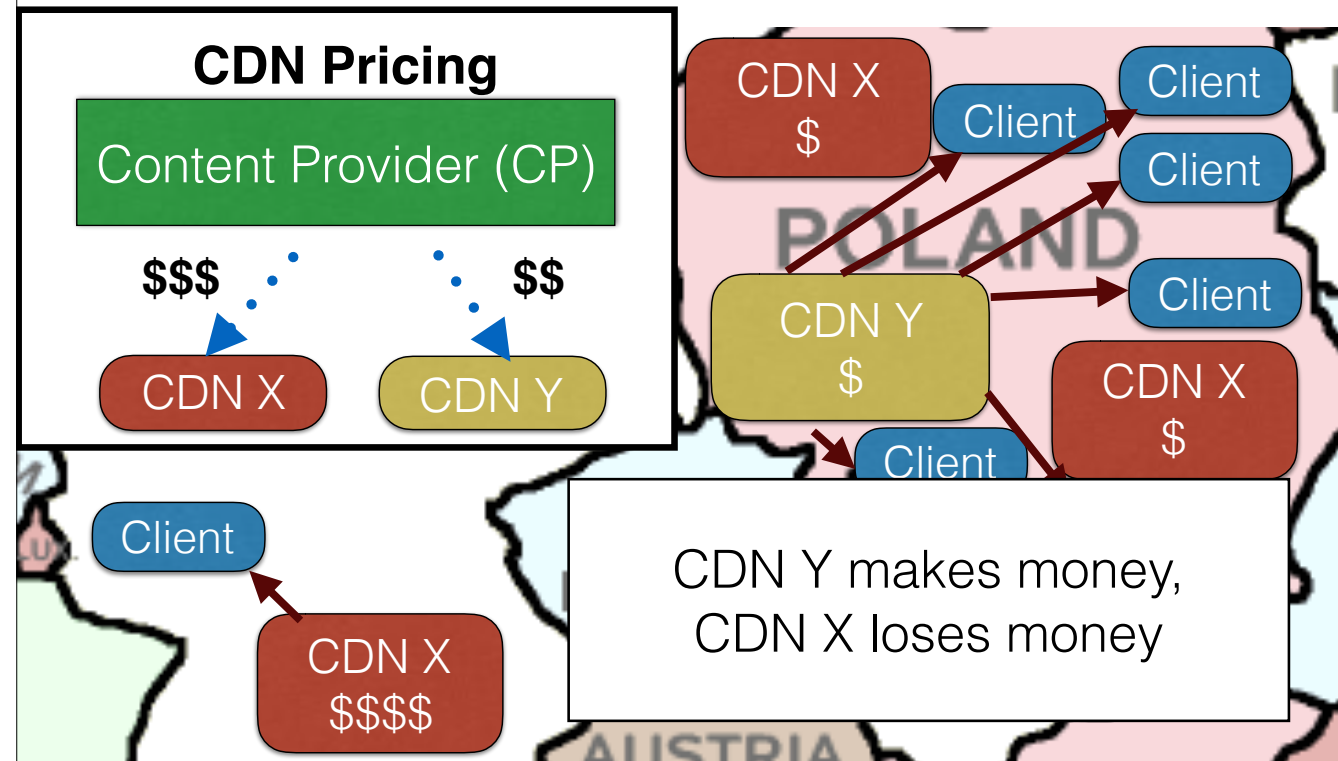 CDN Pricing
Content Provider (CP)
$$$
$$
CDN X
CDN Y
CDN X
$
Client
Client
Client
POLAND
Client
CDN Y
$
CDN X
$
Client
Client
CDN X
$$$$
CDN Y makes money,
CDN X loses money
LUX.
AUSTRIA